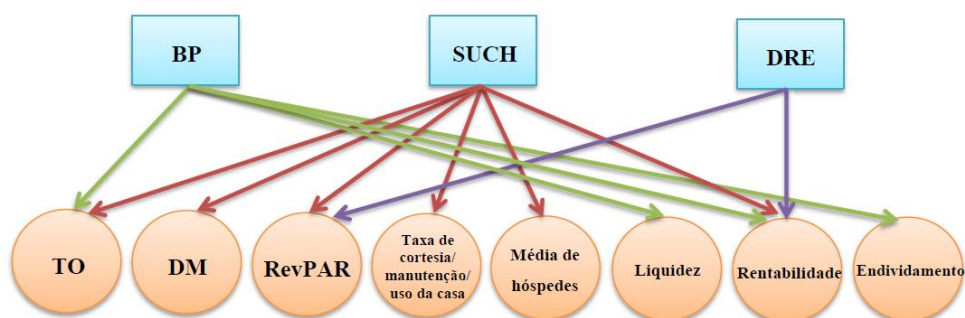 BP
SUCH
DRE
TO
DM
RevPAR
Taxa de
cortesia/
manutenção/
uso da casa
Média de
hóspedes
Liquidez
Rentabilidade
Endividamento